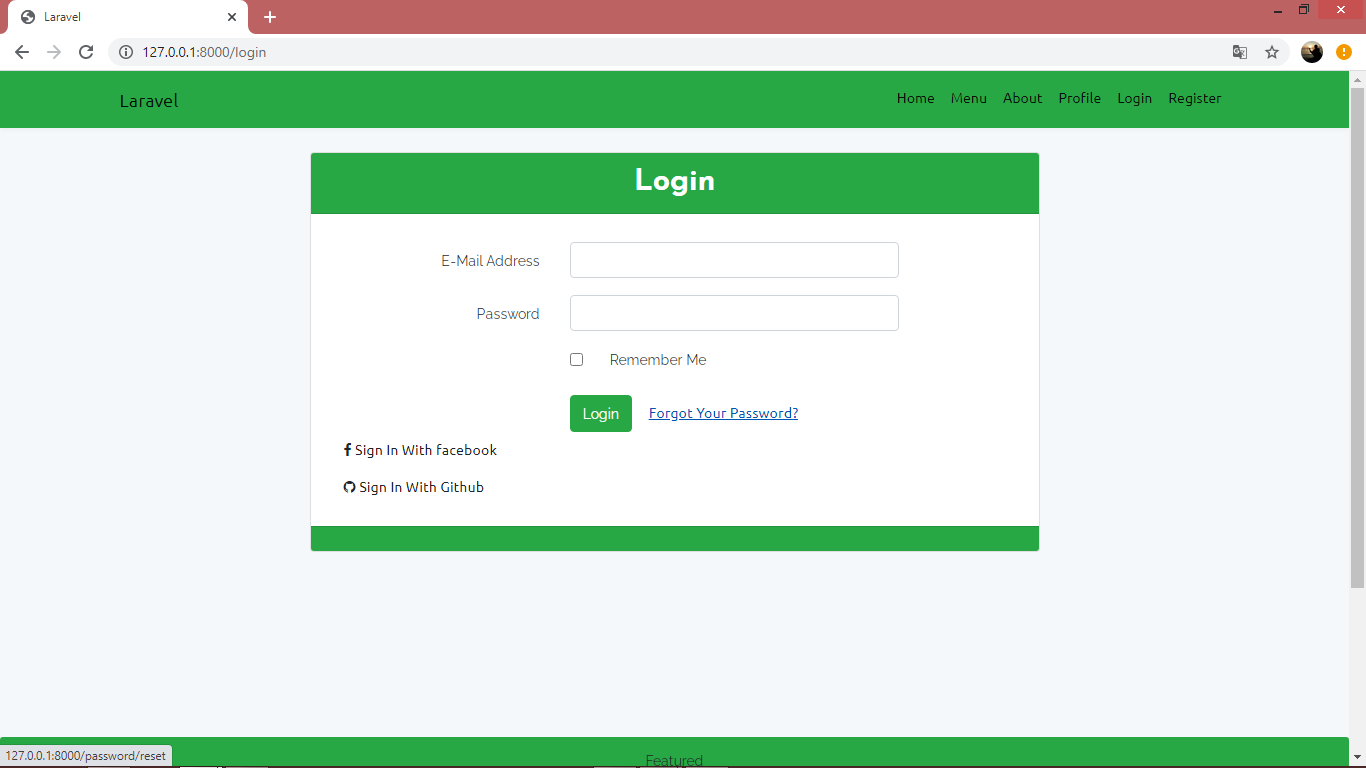 Laravel
127.0.0.1:8000/login
Laravel
Home Menu About Profile Login Register
Login
E-Mail Address
Password
Remember Me
Login Forgot Your Password?
Sign In With facebook
Sign In With Github
127.0.0.1:8000/password/reset
Featured